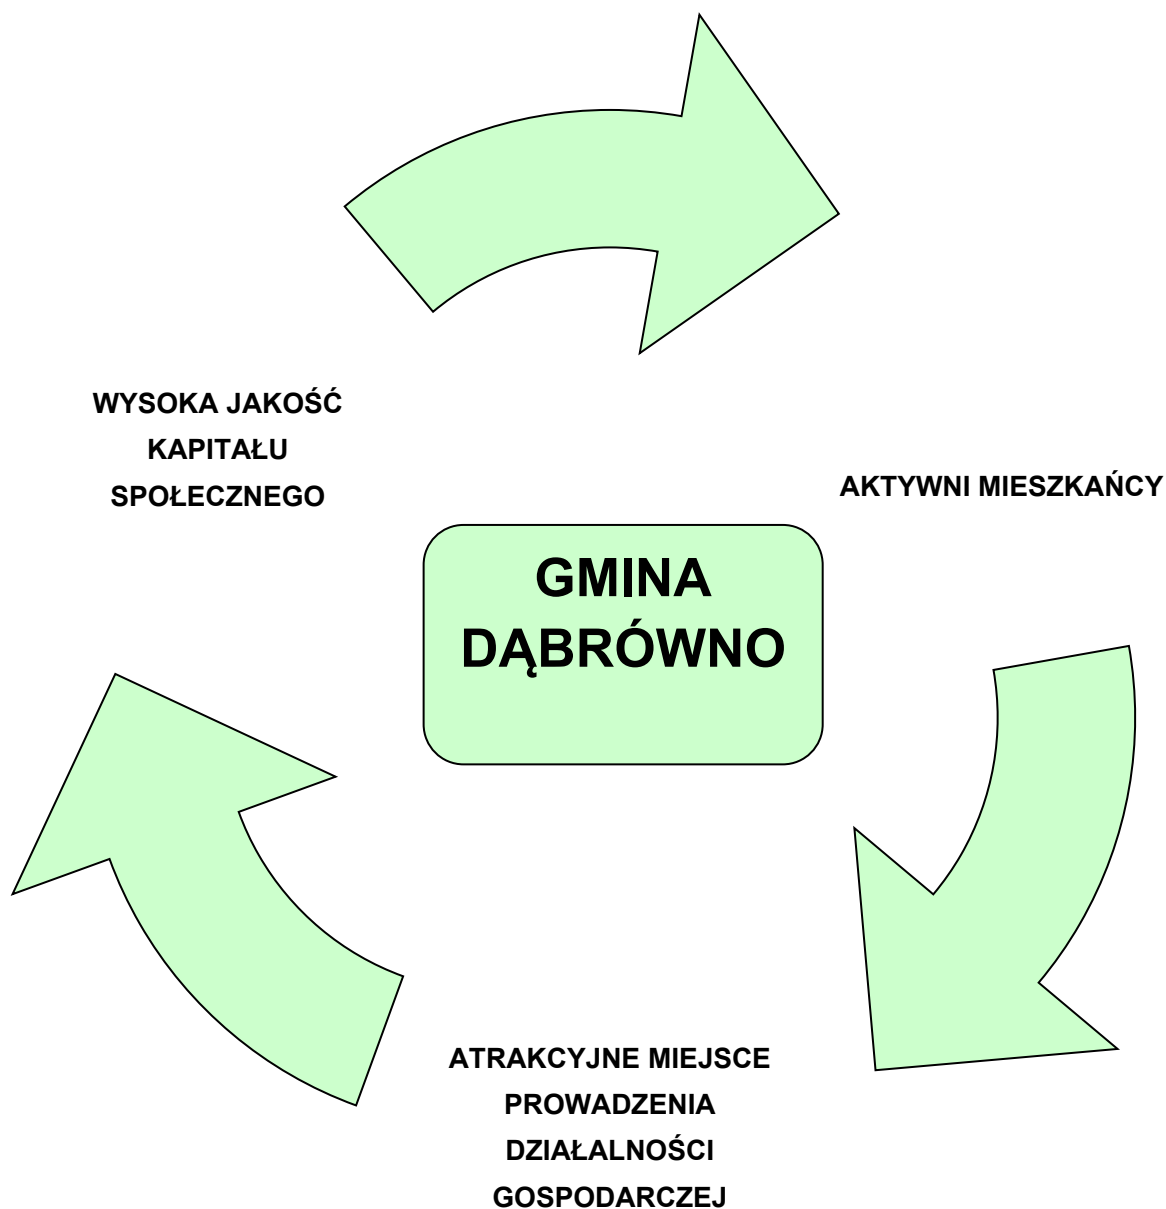 WYSOKA JAKOŚĆ
KAPITAŁU
SPOŁECZNEGO
AKTYWNI MIESZKAŃCY
GMINA
DĄBRÓWNO
ATRAKCYJNE MIEJSCE
PROWADZENIA
DZIAŁALNOŚCI
GOSPODARCZEJ